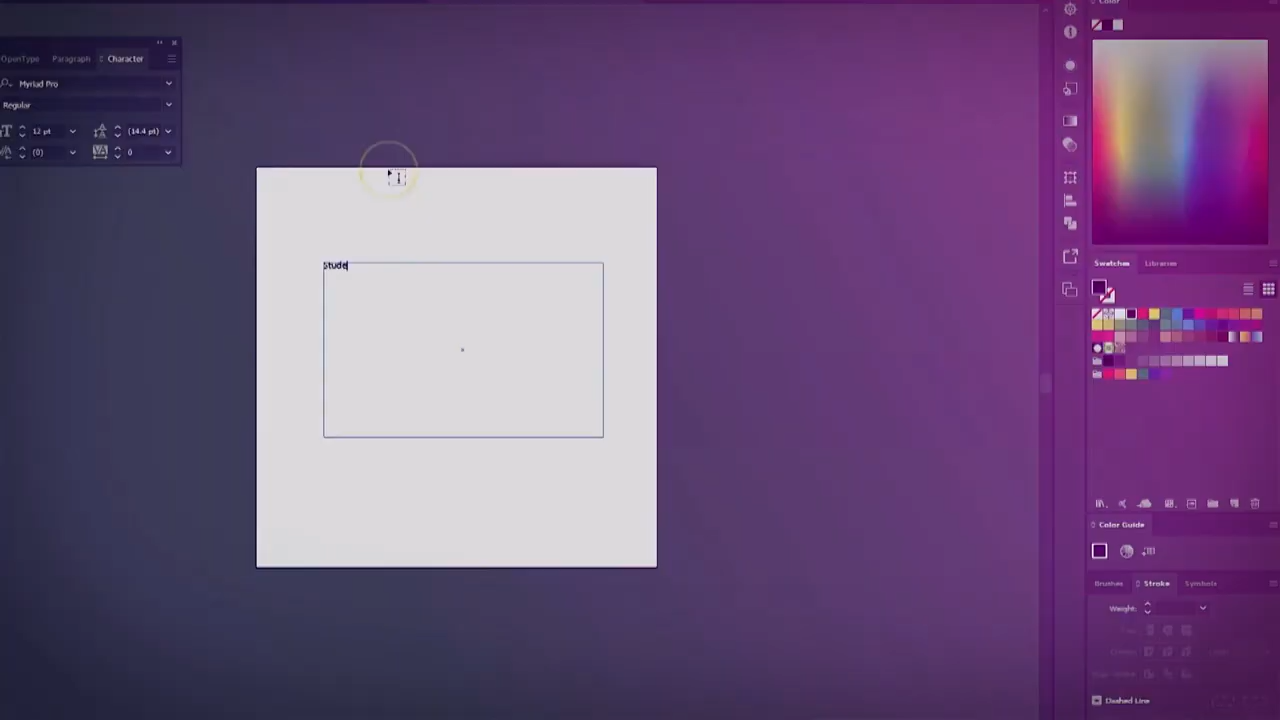 Color
OpenType Paragraph Character
Myriad Pro
Regular
12 pt (14.4 pt)
(0) 0
Stude
Swatches Libraries
Color Guide
Brushes Stroke Symbols
Weight:
Dashed Line